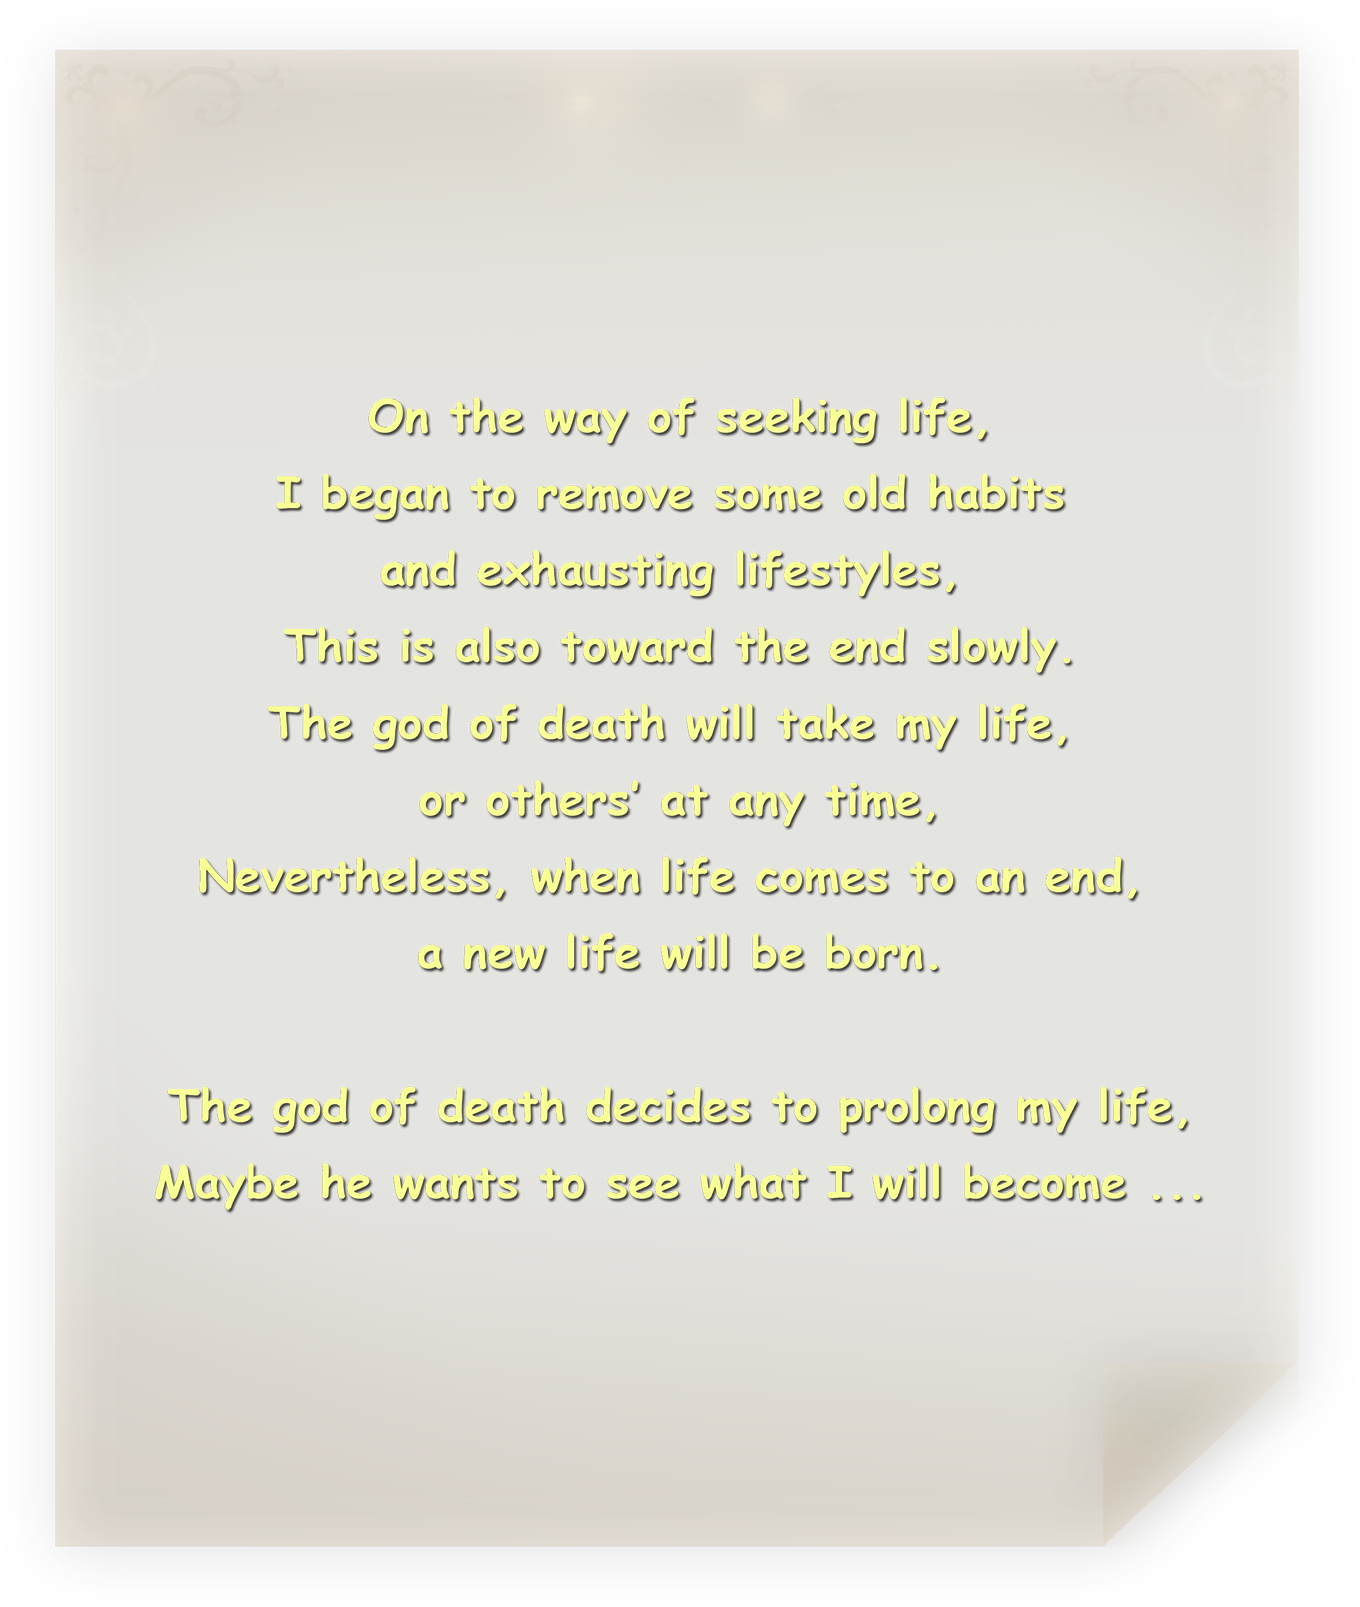 On the way of seeking life,
I began to remove some old habits
and exhausting lifestyles,
This is also toward the end slowly.
The god of death will take my life,
or others’ at any time,
Nevertheless, when life comes to an end,
a new life will be born.
The god of death decides to prolong my life,
Maybe he wants to see what I will become ...